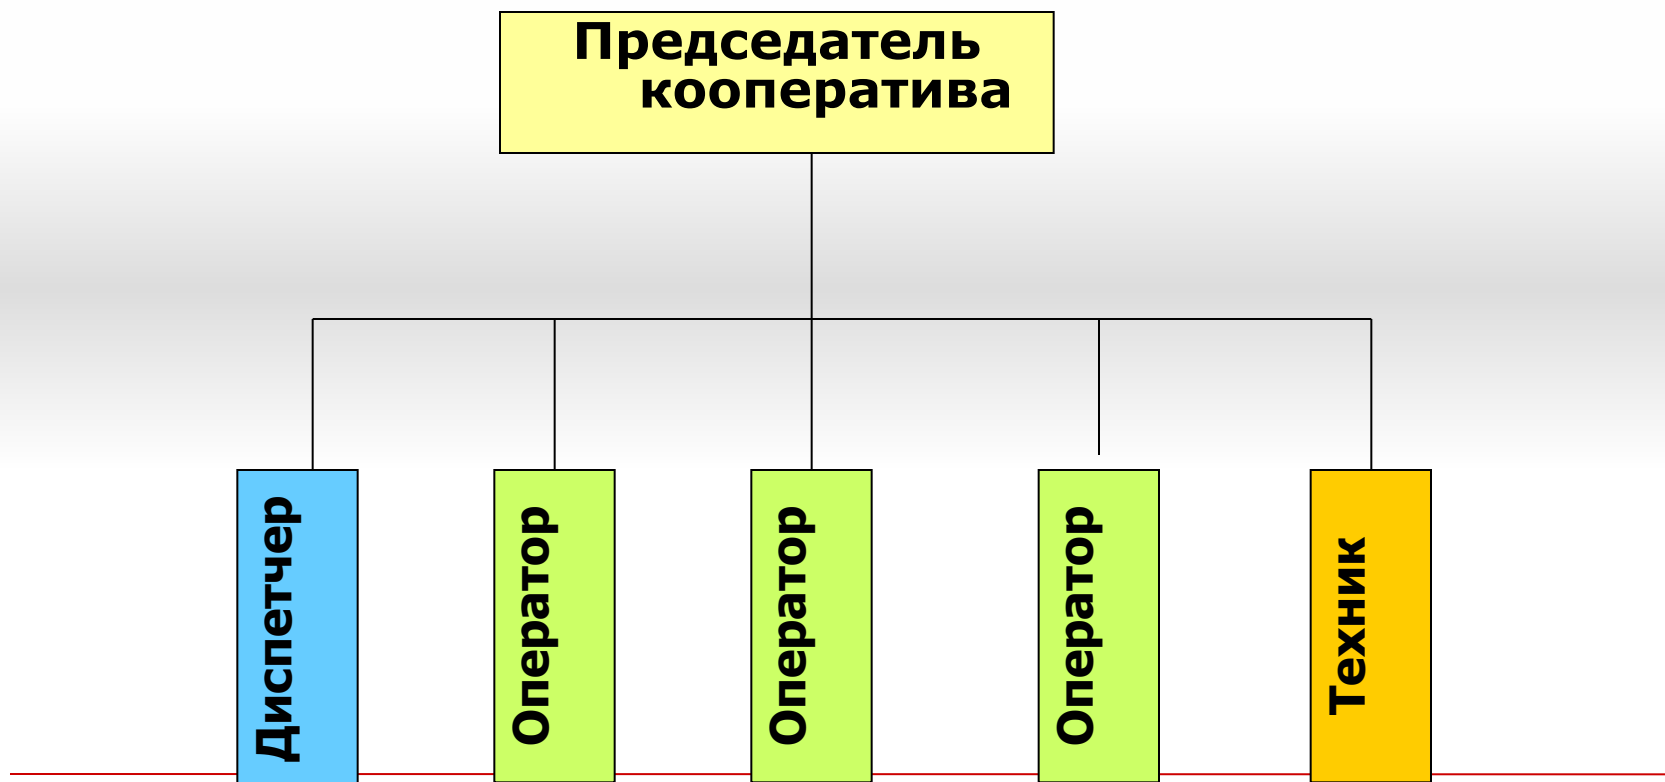 Председатель
кооператива
Диспетчер
Оператор
Оператор
Оператор
Техник